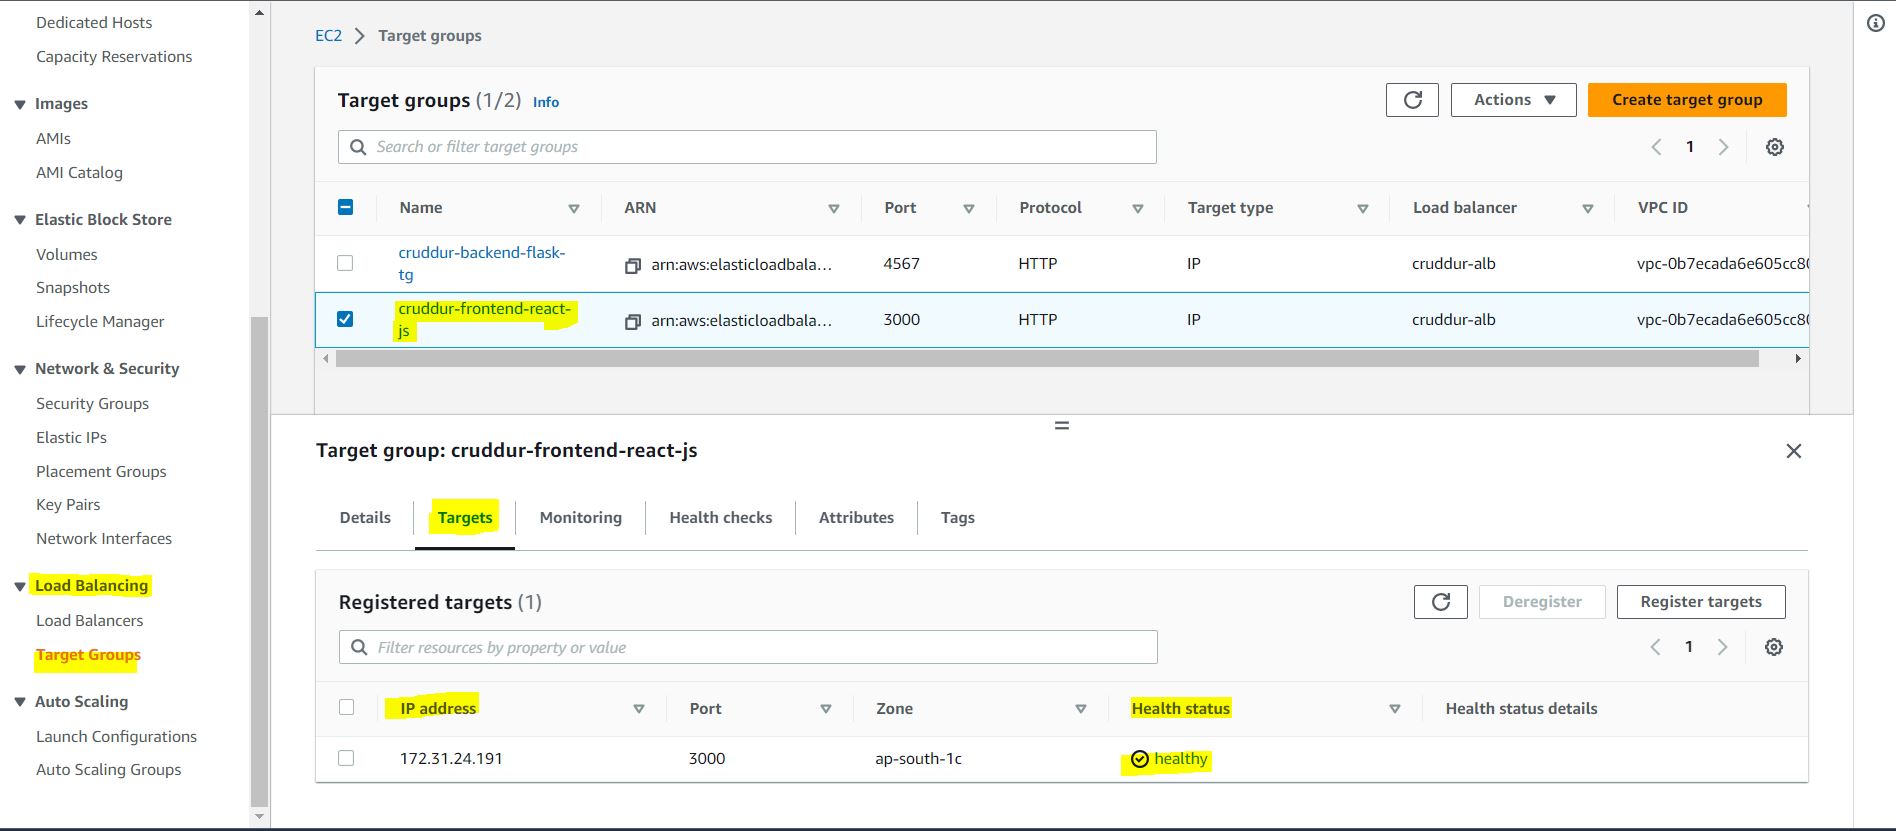 Dedicated Hosts
Capacity Reservations
Images
AMIs
AMI Catalog
Elastic Block Store
Volumes
Snapshots
Lifecycle Manager
Network & Security
Security Groups
Elastic IPs
Placement Groups
Key Pairs
Network Interfaces
Load Balancing
Load Balancers
Target Groups
Auto Scaling
Launch Configurations
Auto Scaling Groups
EC2 Target groups
Target groups (1/2) Info
Actions
Create target group
Search or filter target groups
1
Name ARN Port Protocol Target type Load balancer VPC ID
cruddur-backend-flask-
tg
arn:aws:elasticloadbala... 4567 HTTP IP cruddur-alb vpc-0b7ecada6e605cc80
cruddur-frontend-react-
js
arn:aws:elasticloadbala... 3000 HTTP IP cruddur-alb vpc-0b7ecada6e605cc80
Target group: cruddur-frontend-react-js
Details Targets Monitoring Health checks Attributes Tags
Registered targets (1)
Deregister
Register targets
Filter resources by property or value
1
IP address Port Zone Health status Health status details
172.31.24.191 3000 ap-south-1c healthy